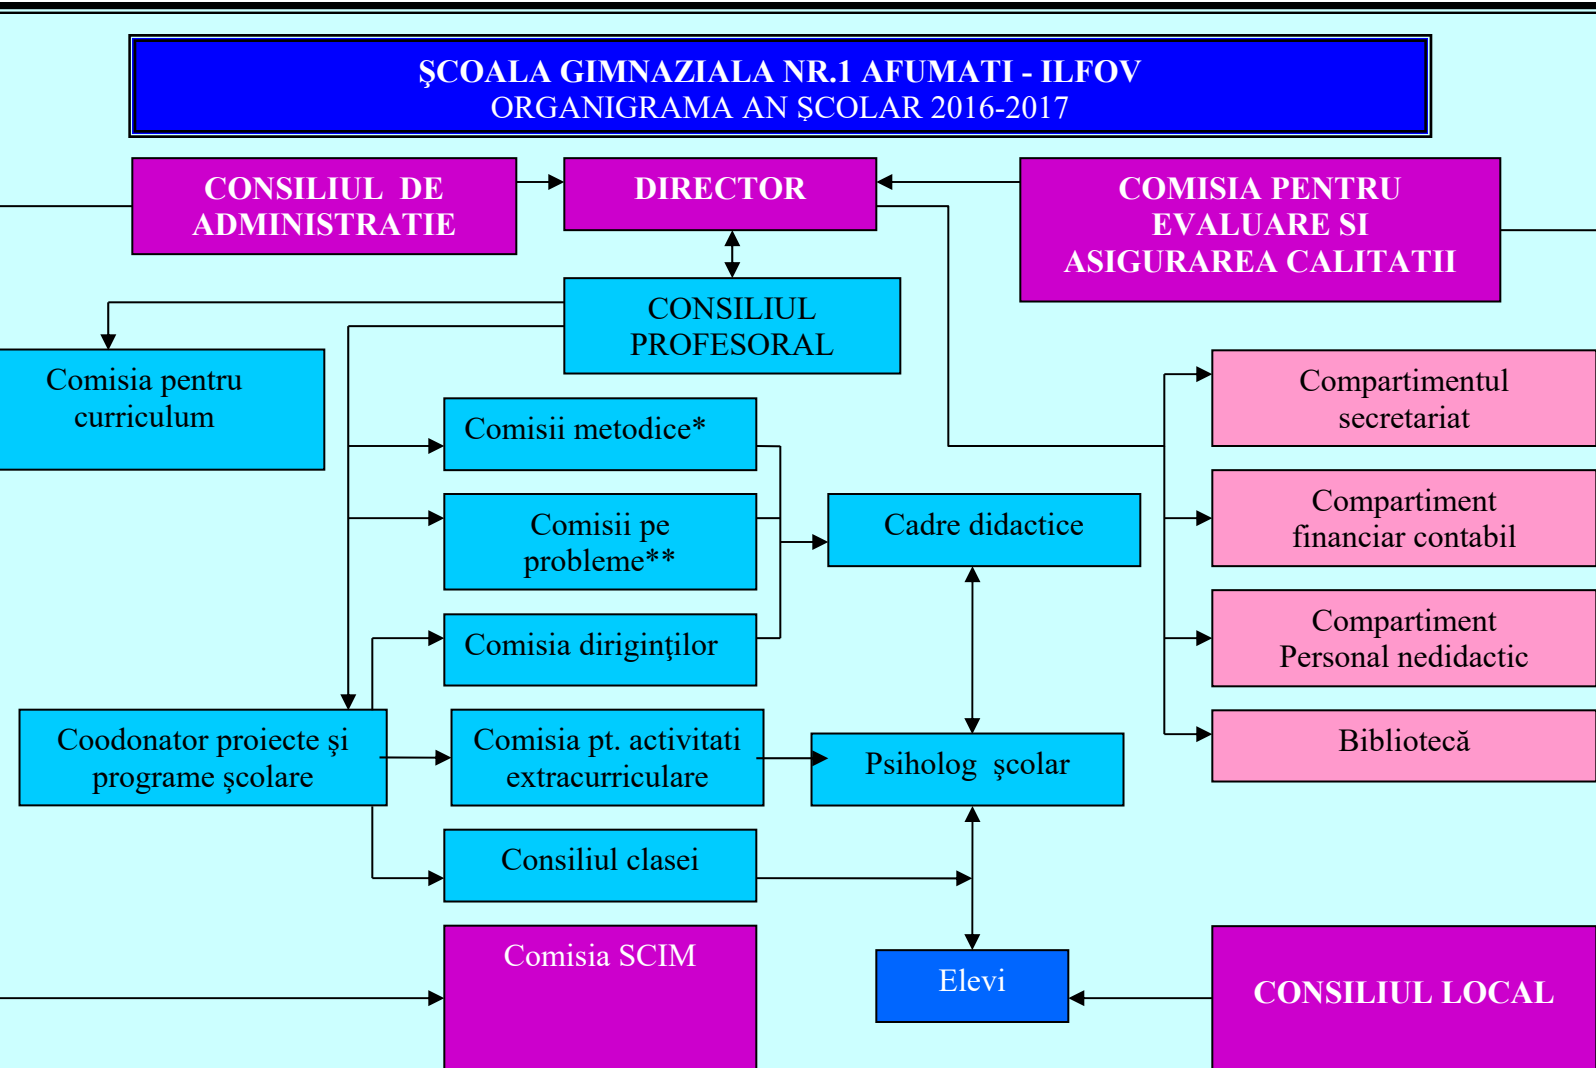 ŞCOALA GIMNAZIALA NR.1 AFUMATI - ILFOV
ORGANIGRAMA AN ŞCOLAR 2016-2017
CONSILIUL DE
ADMINISTRATIE
DIRECTOR
COMISIA PENTRU
EVALUARE SI
ASIGURAREA CALITATII
CONSILIUL
PROFESORAL
Comisia pentru
curriculum
Comisii metodice*
Comisii pe
probleme**
Comisia diriginţilor
Cadre didactice
Compartimentul
secretariat
Compartiment
financiar contabil
Compartiment
Personal nedidactic
Bibliotecă
Coodonator proiecte şi
programe şcolare
Comisia pt. activitati
extracurriculare
Psiholog şcolar
Consiliul clasei
Comisia SCIM
Elevi
CONSILIUL LOCAL